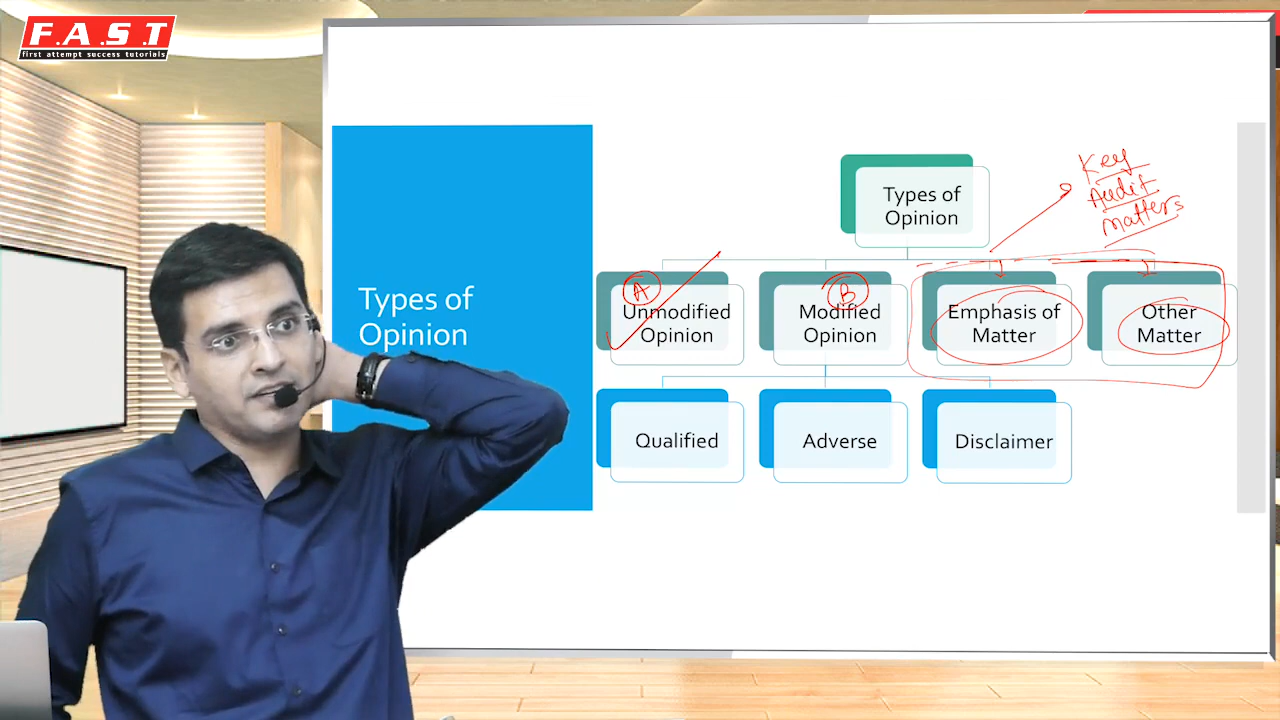 F.A.S.T
first attempt success tutorials
Types of
Opinion
Types of
Opinion
Key
Audit
Matters
A
Unmodified
Opinion
B
Modified
Opinion
Emphasis of
Matter
Other
Matter
Qualified
Adverse
Disclaimer